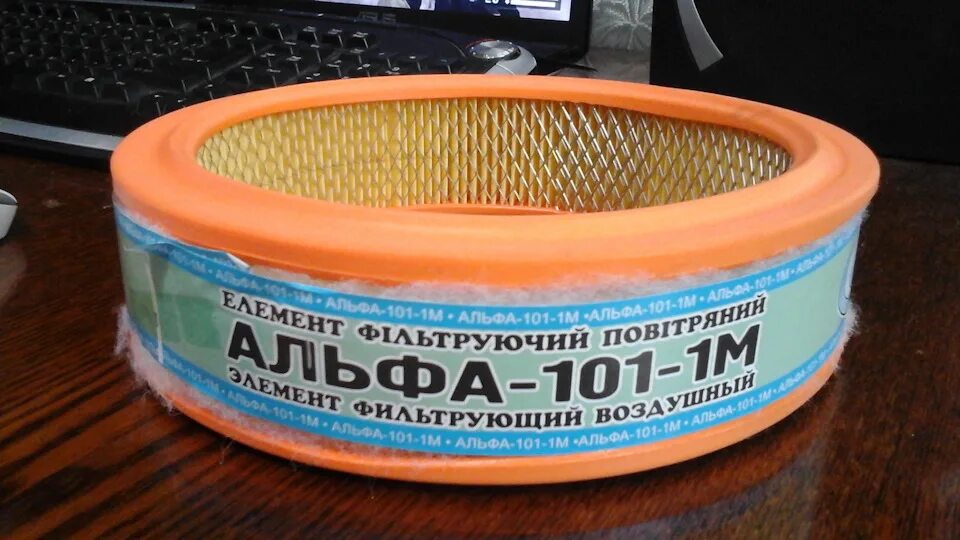 ASUS
АЛЬФА-101-1М • АЛЬФА-101-1М • АЛЬФА-101-1М • АЛЬФА-101-1М • АЛЬФА-101-1М
ЕЛЕМЕНТ ФІЛЬТРУЮЧИЙ ПОВІТРЯНИЙ
АЛЬФА-101-1М
ЭЛЕМЕНТ ФИЛЬТРУЮЩИЙ ВОЗДУШНЫЙ
АЛЬФА-101-1М • АЛЬФА-101-1М • АЛЬФА-101-1М • АЛЬФА-101-1М • АЛЬФА-101-1М